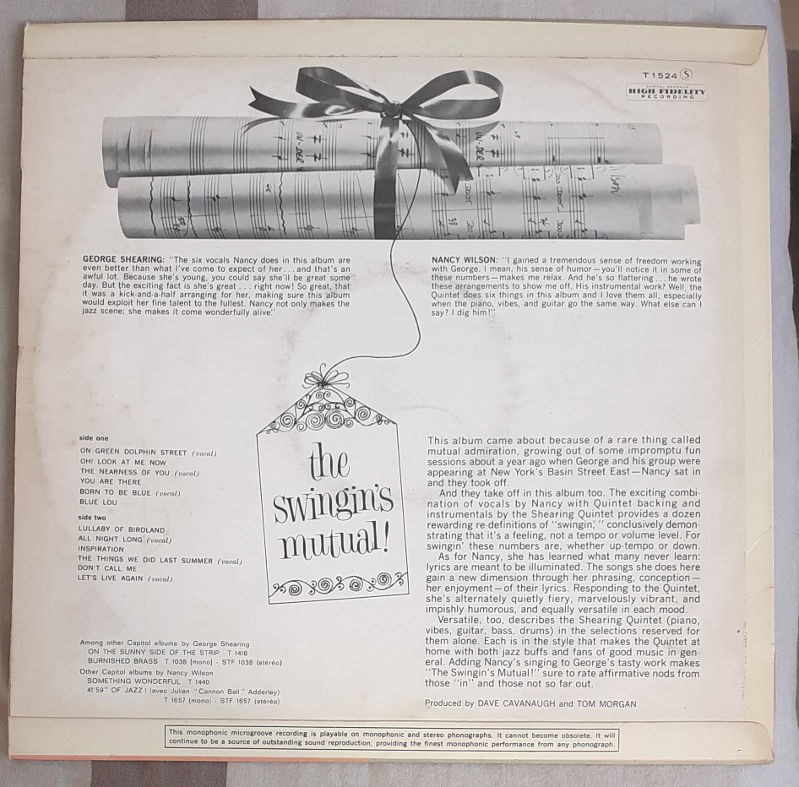 T 1524 S
CAPITOL RECORDS
HIGH FIDELITY
RECORDING
GEORGE SHEARING: "The six vocals Nancy does in this album are
even better than what I've come to expect of her...and that's an
awful lot. Because she's young, you could say she'll be great some
day. But the exciting fact is she's great . . . right now! So great, that
it was a kick-and-a-half arranging for her, making sure this album
would exploit her fine talent to the fullest. Nancy not only makes the
jazz scene; she makes it come wonderfully alive."
NANCY WILSON: "I gained a tremendous sense of freedom working
with George. I mean, his sense of humor—you'll notice it in some of
these numbers—makes me relax. And he's so flattering . . . he wrote
these arrangements to show me off. His instrumental work? Well, the
Quintet does six things in this album and I love them all, especially
when the piano, vibes, and guitar go the same way. What else can I
say? I dig him!"
side one
ON GREEN DOLPHIN STREET (vocal)
OH! LOOK AT ME NOW
THE NEARNESS OF YOU (vocal)
YOU ARE THERE
BORN TO BE BLUE (vocal)
BLUE LOU
side two
LULLABY OF BIRDLAND
ALL NIGHT LONG (vocal)
INSPIRATION
THE THINGS WE DID LAST SUMMER (vocal)
DON'T CALL ME
LET'S LIVE AGAIN (vocal)
the
swingin's
mutual!
This album came about because of a rare thing called
mutual admiration, growing out of some impromptu fun
sessions about a year ago when George and his group were
appearing at New York's Basin Street East—Nancy sat in
and they took off.
And they take off in this album too. The exciting combi-
nation of vocals by Nancy with Quintet backing and
instrumentals by the Shearing Quintet provides a dozen
rewarding re-definitions of "swingin'," conclusively demon-
strating that it's a feeling, not a tempo or volume level. For
swingin' these numbers are, whether up-tempo or down.
As for Nancy, she has learned what many never learn:
lyrics are meant to be illuminated. The songs she does here
gain a new dimension through her phrasing, conception—
her enjoyment—of their lyrics. Responding to the Quintet,
she's alternately quietly fiery, marvelously vibrant, and
impishly humorous, and equally versatile in each mood.
Versatile, too, describes the Shearing Quintet (piano,
vibes, guitar, bass, drums) in the selections reserved for
them alone. Each is in the style that makes the Quintet at
home with both jazz buffs and fans of good music in gen-
eral. Adding Nancy's singing to George's tasty work makes
"The Swingin's Mutual!" sure to rate affirmative nods from
those "in" and those not so far out.
Produced by DAVE CAVANAUGH and TOM MORGAN
Among other Capitol albums by George Shearing :
ON THE SUNNY SIDE OF THE STRIP T 1416
BURNISHED BRASS T 1038 (mono) - STF 1038 (stéréo)
Other Capitol albums by Nancy Wilson
SOMETHING WONDERFUL T 1440
41'59" OF JAZZ ! (avec Julian "Cannon Ball" Adderley)
T 1657 (mono) - STF 1657 (stéréo)
This monophonic microgroove recording is playable on monophonic and stereo phonographs. It cannot become obsolete. It will
continue to be a source of outstanding sound reproduction, providing the finest monophonic performance from any phonograph.